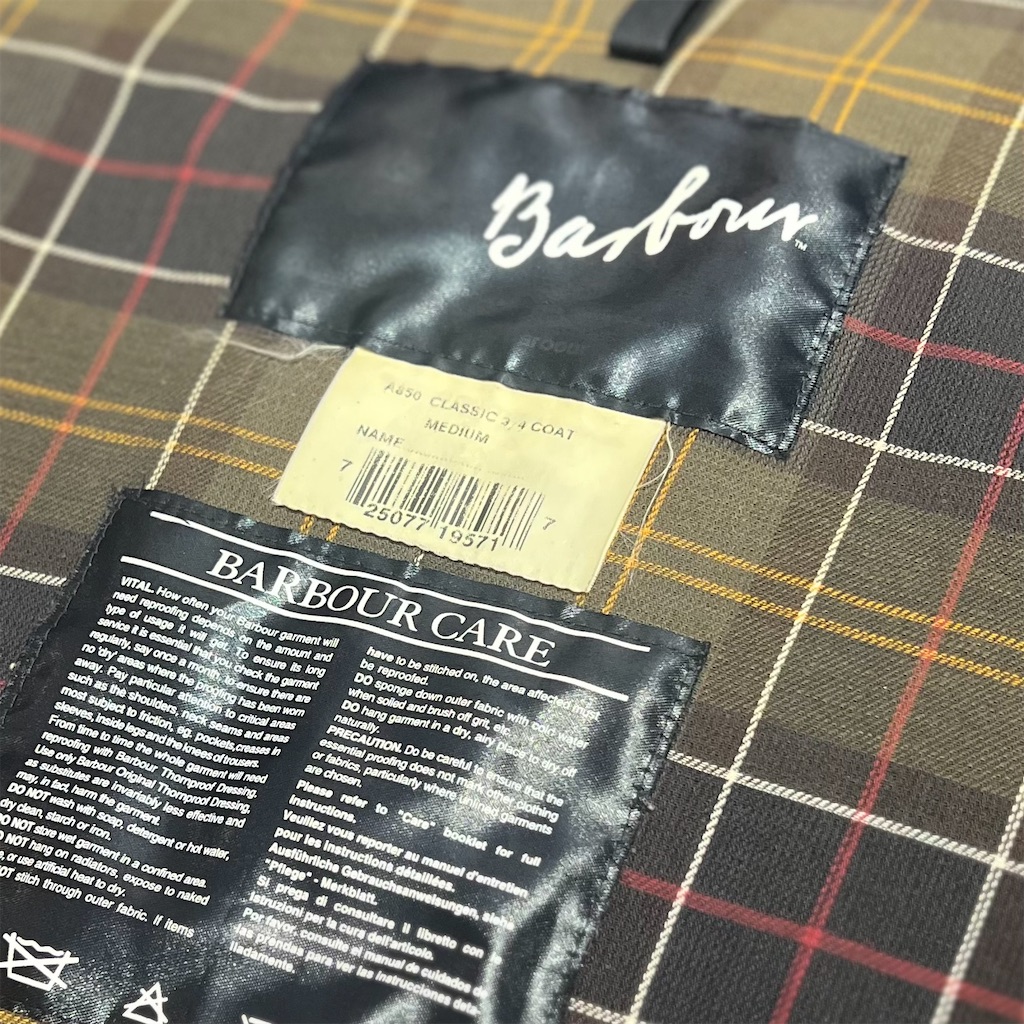 Barbour™
A850 CLASSIC 3/4 COAT
MEDIUM
NAME
7 25077 19571 7
BARBOUR CARE
VITAL. How often your Barbour garment will
need reproofing depends on the amount and
type of usage it will get. To ensure its long
service it is essential that you check the garment
regularly, say once a month, to ensure there are
no 'dry' areas where the proofing has been worn
away. Pay particular attention to critical areas
such as the shoulders, neck seams and areas
most subject to friction, eg. pockets, creases in
sleeves, inside legs and the knees of trousers.
From time to time the whole garment will need
reproofing with Barbour Thornproof Dressing.
Use only Barbour Original Thornproof Dressing,
as substitutes are invariably less effective and
may, in fact, harm the garment.
DO NOT wash with soap, detergent or hot water,
dry clean, starch or iron.
DO NOT store wet garment in a confined area.
NOT hang on radiators, expose to naked
or use artificial heat to dry.
NOT stitch through outer fabric. If items
have to be stitched on, the area affected must
be reproofed.
DO sponge down outer fabric with cold water
when soiled and brush off grit, etc.
DO hang garment in a dry, airy place to dry off
naturally.
PRECAUTION. Do be careful to ensure that the
essential proofing does not mark other clothing
or fabrics, particularly where unlined garments
are chosen.
Please refer to "Care" booklet for full
instructions.
Veuillez vous reporter au manuel d'entretien
pour les instructions détaillées.
Ausführliche Gebrauchsanweisungen, siehe
"Pflege"- Merkblatt.
Si prega di consultare il libretto con
istruzioni per la cura dell'articolo.
Por favor, consulte el manual de cuidados
las prendas para ver las instrucciones